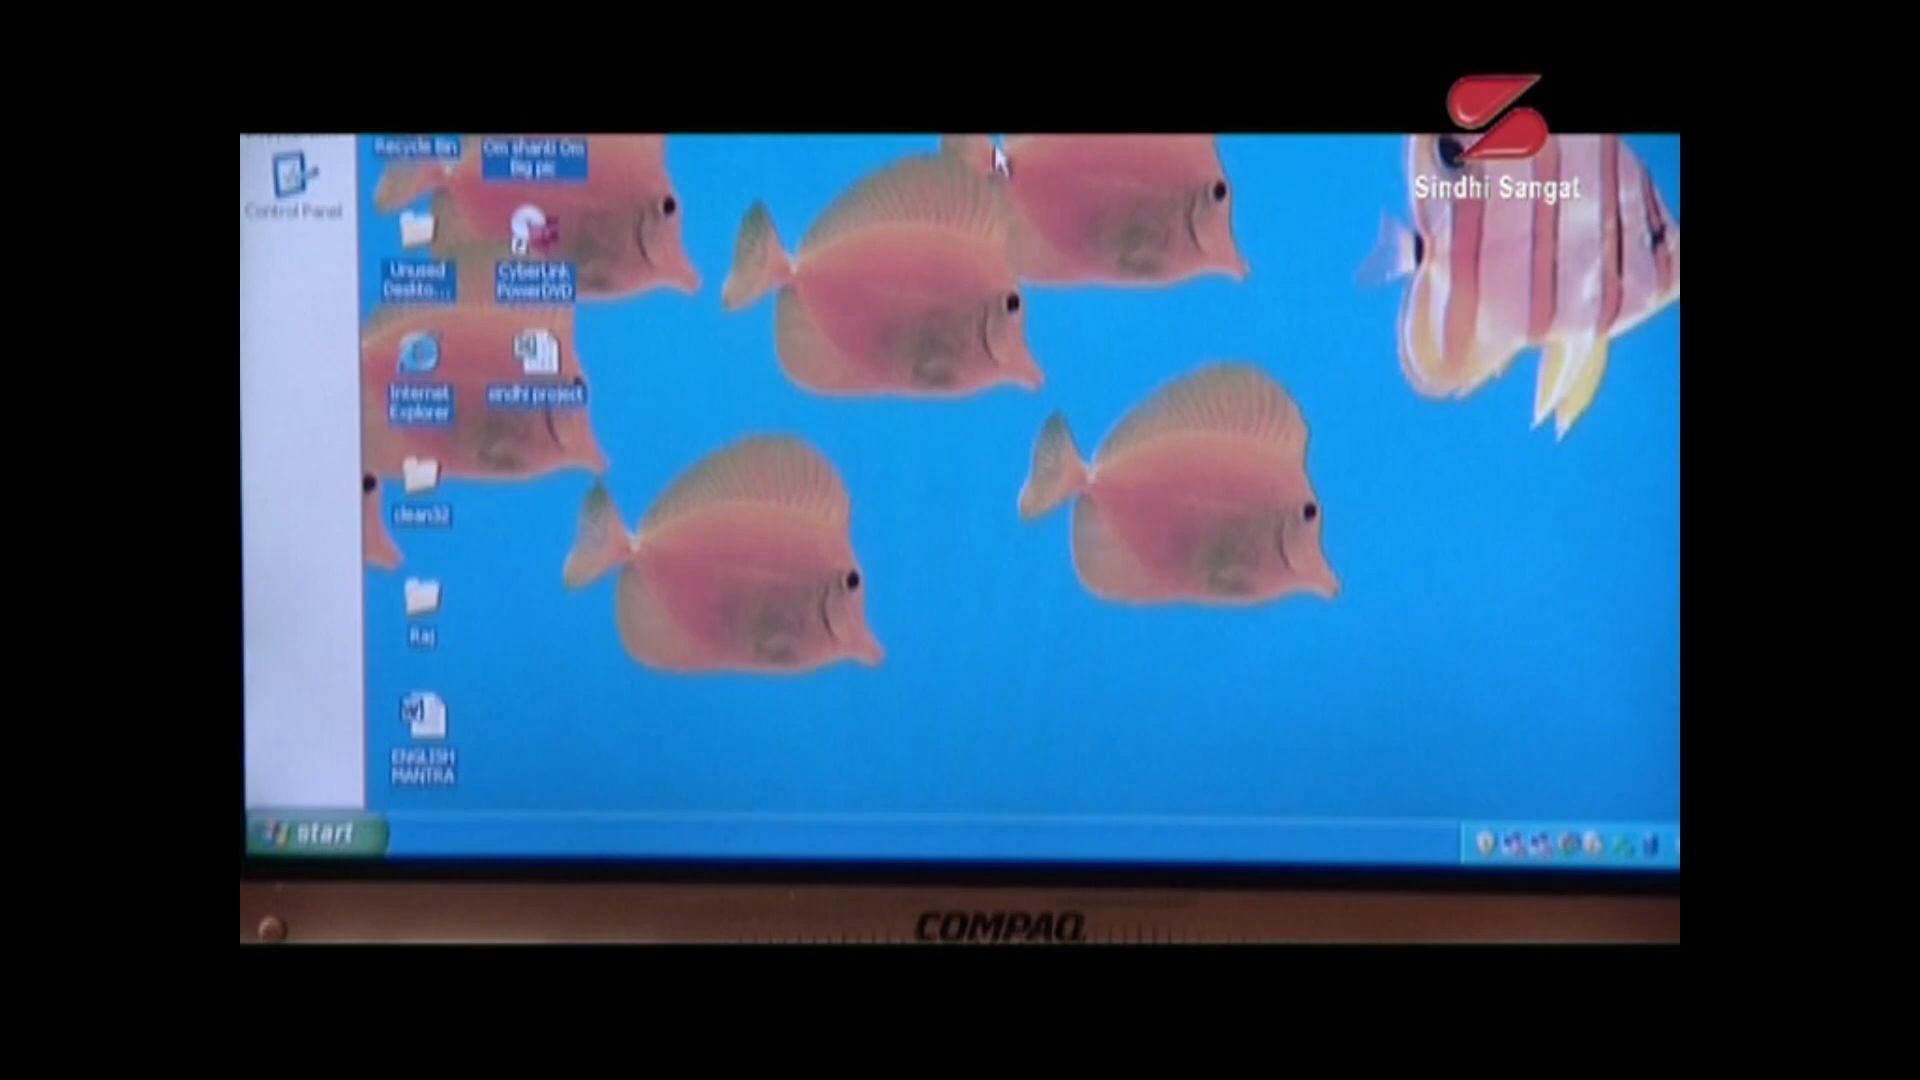 Sindhi Sangat
Control Panel
Recycle Bin
Om shanti Om
Big pic
Unused
Deskto...
CyberLink
PowerDVD
Internet
Explorer
sindhi project
clean32
Raj
ENGLISH
MANTRA
start
COMPAQ